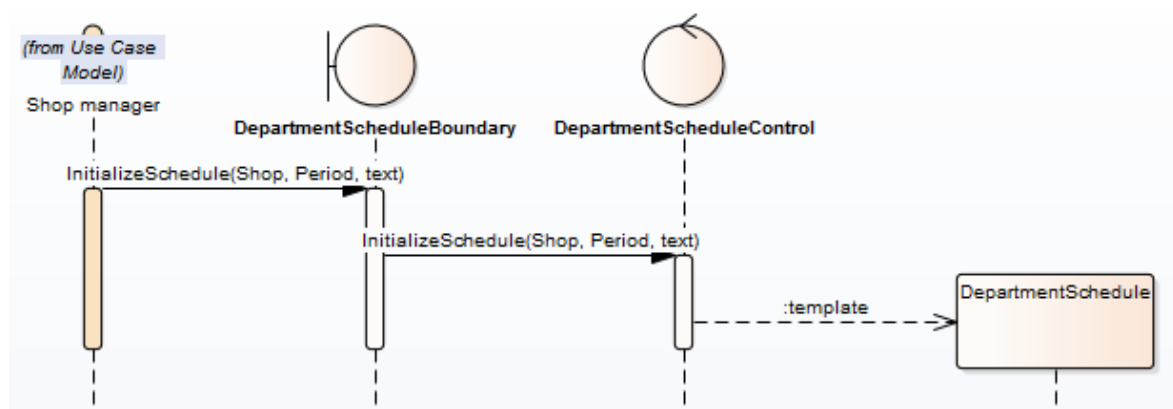 (from Use Case
Model)
Shop manager
DepartmentScheduleBoundary
DepartmentScheduleControl
InitializeSchedule(Shop, Period, text)
InitializeSchedule(Shop, Period, text)
DepartmentSchedule
:template